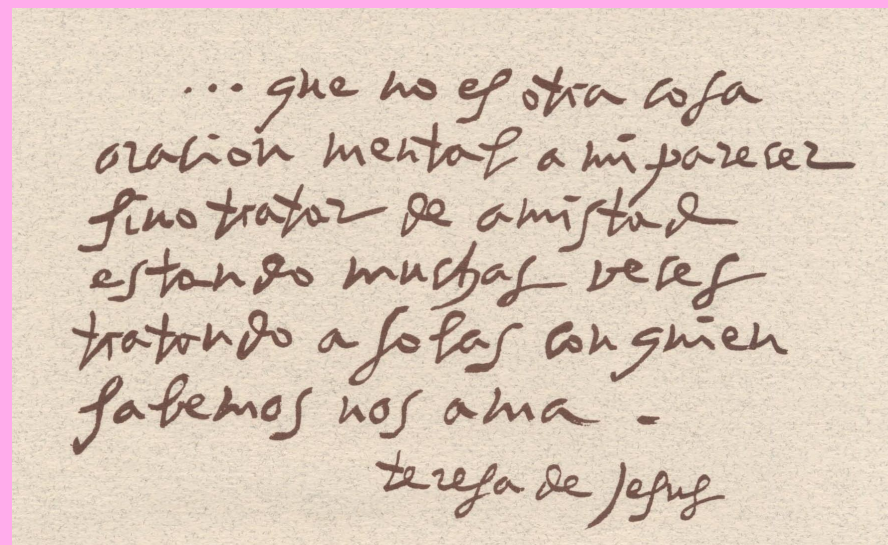 ... que no es otra cosa
oracion mental a mi parecer
sino tratar de amistad
estando muchas veces
tratando a solas con quien
sabemos nos ama -
teresa de Jesus